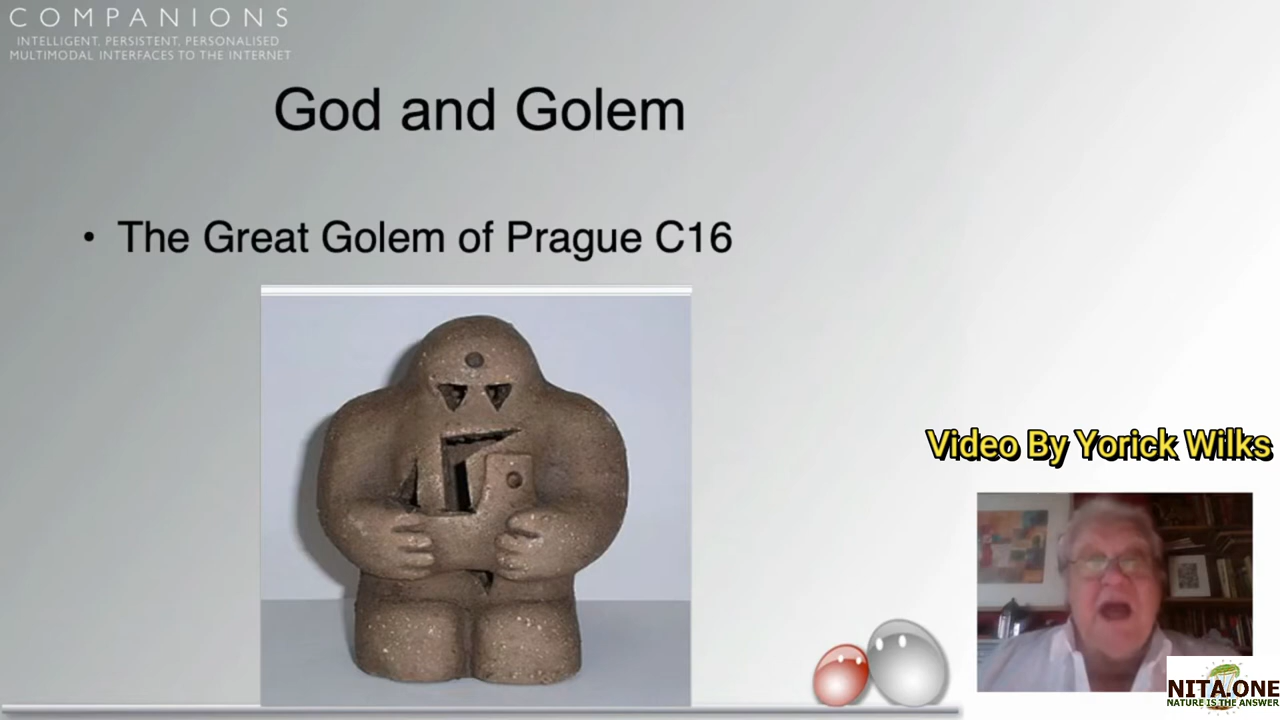 COMPANIONS
INTELLIGENT, PERSISTENT, PERSONALISED
MULTIMODAL INTERFACES TO THE INTERNET
God and Golem
• The Great Golem of Prague C16
Video By Yorick Wilks
NITA.ONE
NATURE IS THE ANSWER